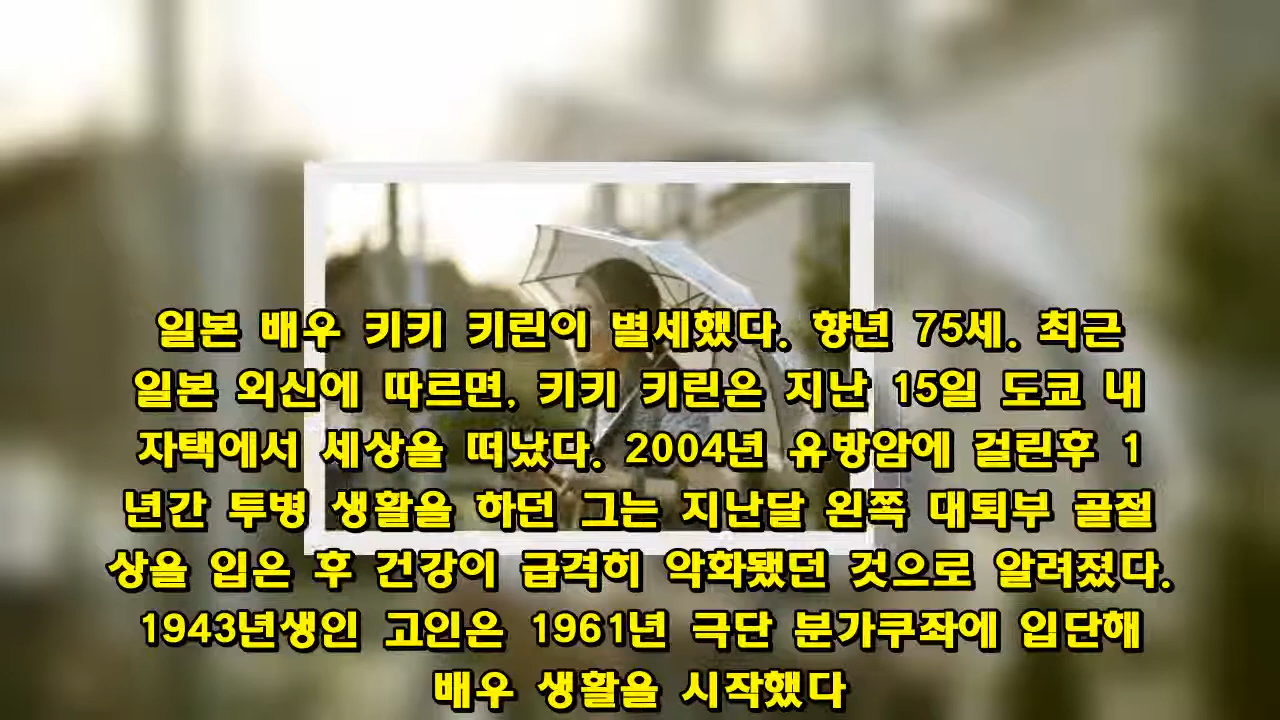 일본 배우 키키 키린이 별세했다. 향년 75세. 최근
일본 외신에 따르면, 키키 키린은 지난 15일 도쿄 내
자택에서 세상을 떠났다. 2004년 유방암에 걸린후 1
년간 투병 생활을 하던 그는 지난달 왼쪽 대퇴부 골절
상을 입은 후 건강이 급격히 악화됐던 것으로 알려졌다.
1943년생인 고인은 1961년 극단 분가쿠좌에 입단해
배우 생활을 시작했다